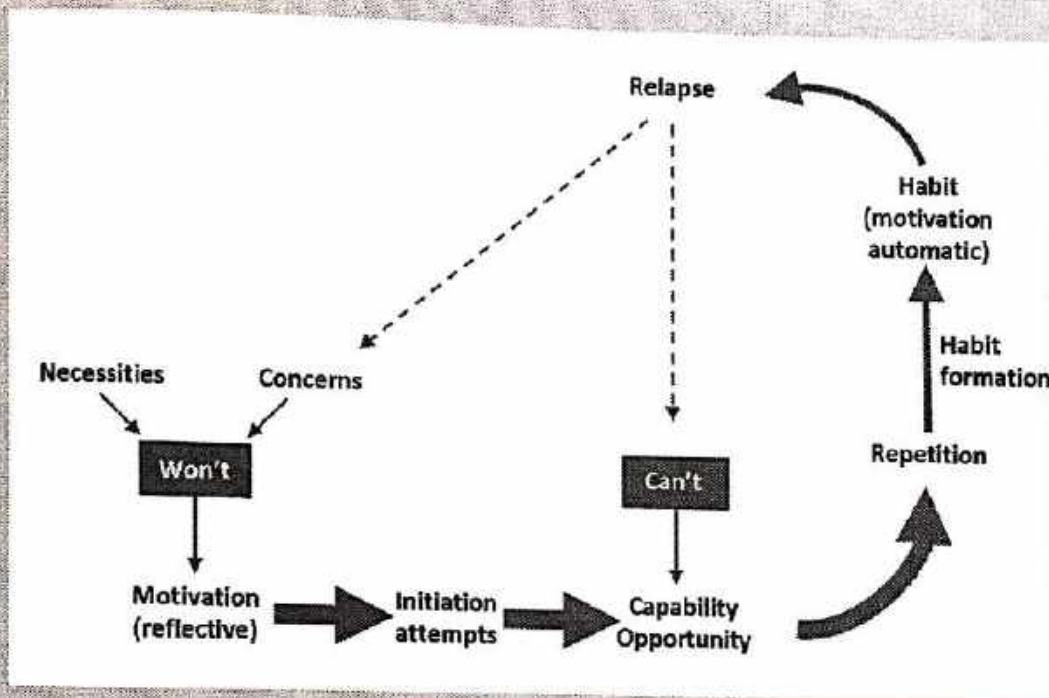 Relapse
Habit
(motivation
automatic)
Habit
formation
Necessities
Concerns
Repetition
Won't
Can't
Motivation
(reflective)
Initiation
attempts
Capability
Opportunity